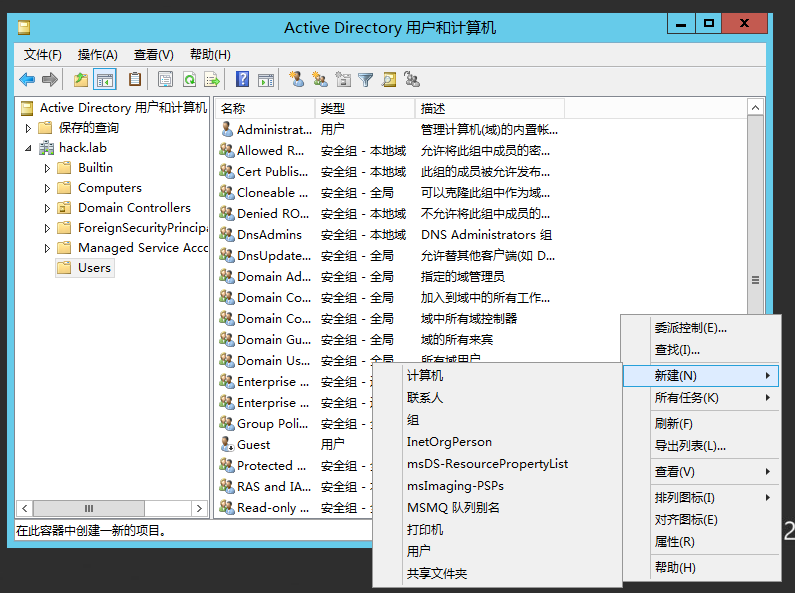 Active Directory 用户和计算机
文件(F) 操作(A) 查看(V) 帮助(H)
Active Directory 用户和计算机
保存的查询
hack.lab
Builtin
Computers
Domain Controllers
ForeignSecurityPrincipa
Managed Service Acco
Users
名称 类型 描述
Administrat... 用户 管理计算机(域)的内置帐...
Allowed R... 安全组 - 本地域 允许将此组中成员的密...
Cert Publis... 安全组 - 本地域 此组的成员被允许发布...
Cloneable ... 安全组 - 全局 可以克隆此组中作为域...
Denied RO... 安全组 - 本地域 不允许将此组中成员的...
DnsAdmins 安全组 - 本地域 DNS Administrators 组
DnsUpdate... 安全组 - 全局 允许替其他客户端(如 D...
Domain Ad... 安全组 - 全局 指定的域管理员
Domain Co... 安全组 - 全局 加入到域中的所有工作...
Domain Co... 安全组 - 全局 域中所有域控制器
Domain Gu... 安全组 - 全局 域的所有来宾
Domain Us... 安全组 - 全局 所有域用户
Enterprise ... 安全组 -
Enterprise ... 安全组 -
Group Poli... 安全组 -
Guest 用户
Protected ... 安全组 -
RAS and IA... 安全组 -
Read-only ... 安全组 -
在此容器中创建一新的项目。
委派控制(E)...
查找(I)...
新建(N)
所有任务(K)
刷新(F)
导出列表(L)...
查看(V)
排列图标(I)
对齐图标(E)
属性(R)
帮助(H)
计算机
联系人
组
InetOrgPerson
msDS-ResourcePropertyList
msImaging-PSPs
MSMQ 队列别名
打印机
用户
共享文件夹
2